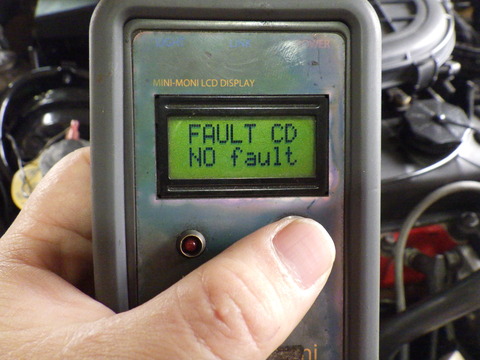 MINI-MONI LCD DISPLAY
FAULT CD
NO fault